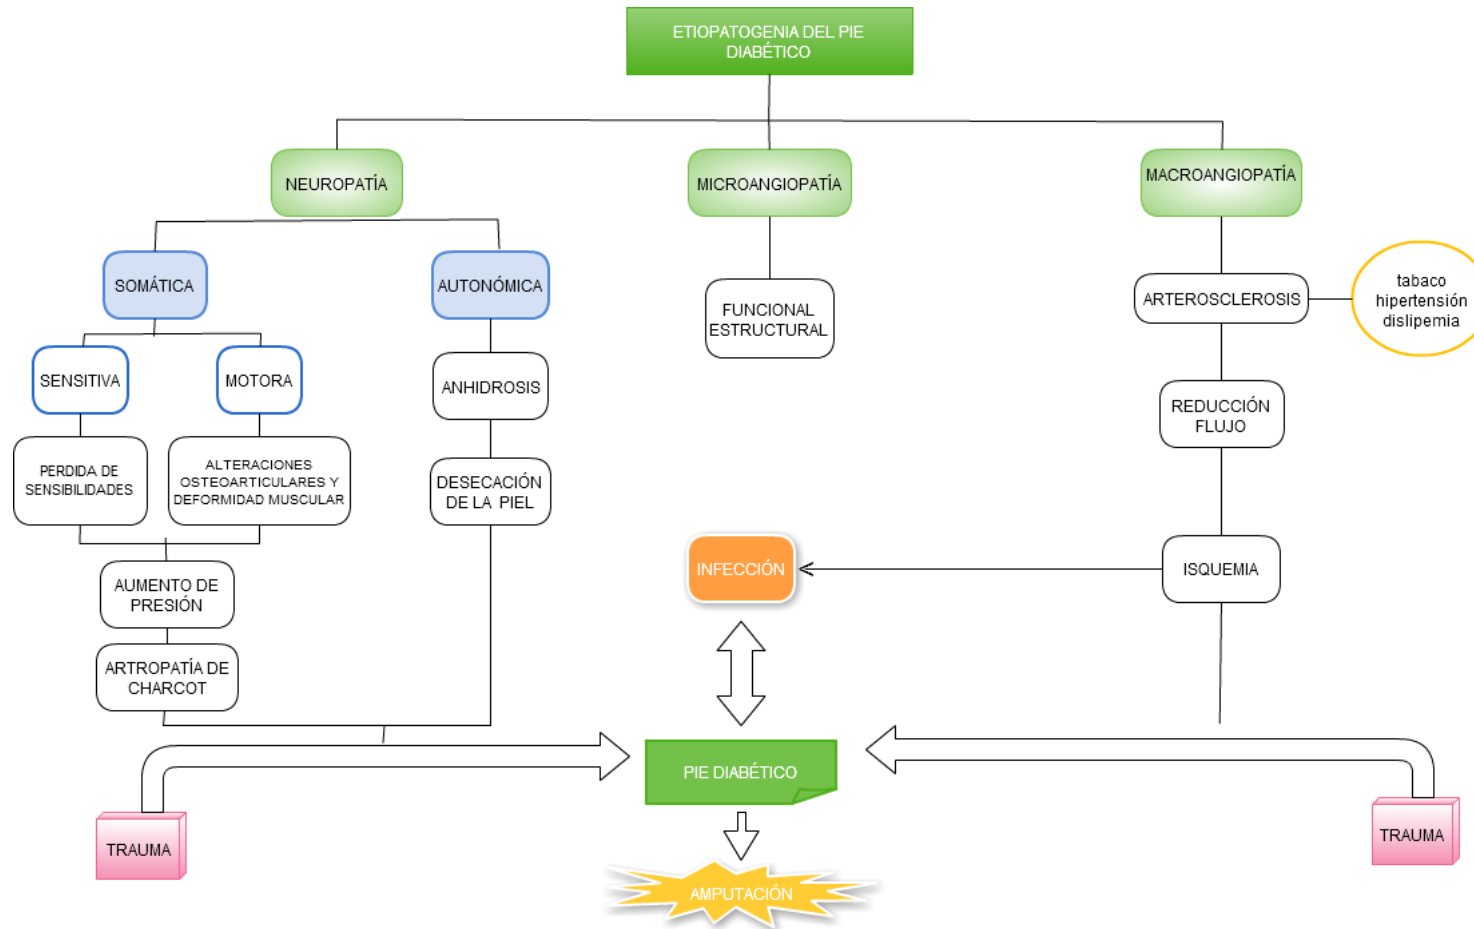 ETIOPATOGENIA DEL PIE
DIABÉTICO
NEUROPATÍA
MICROANGIOPATÍA
MACROANGIOPATÍA
SOMÁTICA
AUTONÓMICA
FUNCIONAL
ESTRUCTURAL
ARTEROSCLEROSIS
tabaco
hipertensión
dislipemia
SENSITIVA
MOTORA
ANHIDROSIS
REDUCCIÓN
FLUJO
PERDIDA DE
SENSIBILIDADES
ALTERACIONES
OSTEOARTICULARES Y
DEFORMIDAD MUSCULAR
DESECACIÓN
DE LA PIEL
INFECCIÓN
ISQUEMIA
AUMENTO DE
PRESIÓN
ARTROPATÍA DE
CHARCOT
PIE DIABÉTICO
TRAUMA
TRAUMA
AMPUTACIÓN